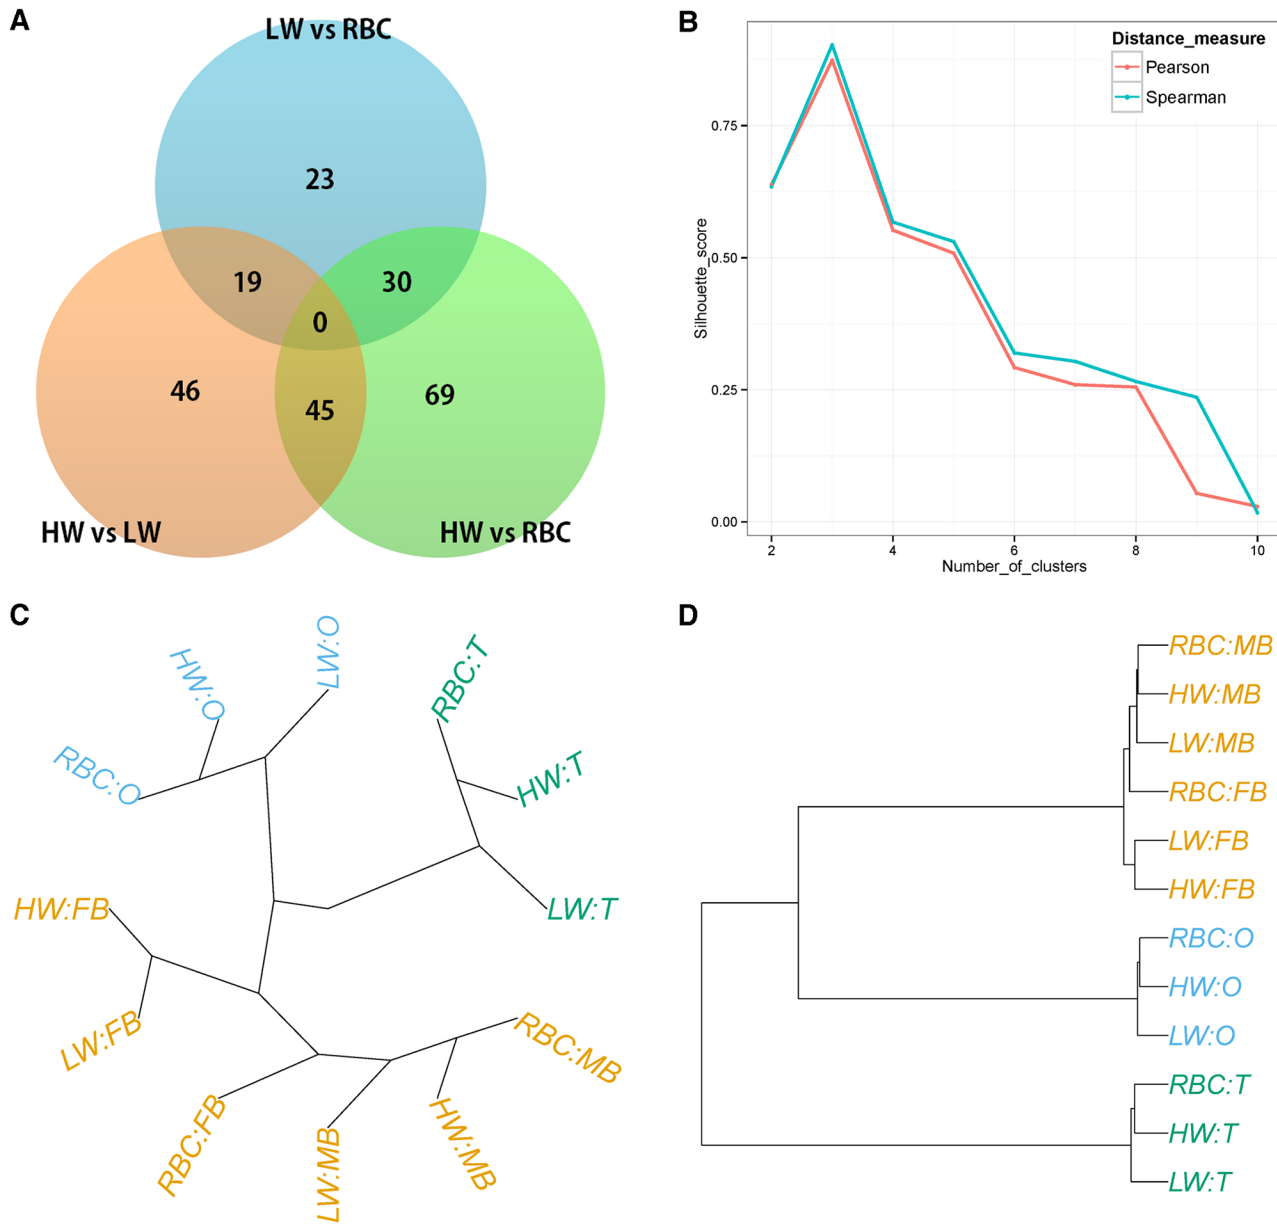 A
LW vs RBC
23
19
30
0
46
45
69
HW vs LW
HW vs RBC
B
Distance_measure
Pearson
Spearman
0.75
0.50
0.25
0.00
Silhouette_score
2
4
6
8
10
Number_of_clusters
C
LW:O
HW:O
RBC:O
RBC:T
HW:T
LW:T
HW:FB
LW:FB
RBC:FB
LW:MB
HW:MB
RBC:MB
D
RBC:MB
HW:MB
LW:MB
RBC:FB
LW:FB
HW:FB
RBC:O
HW:O
LW:O
RBC:T
HW:T
LW:T